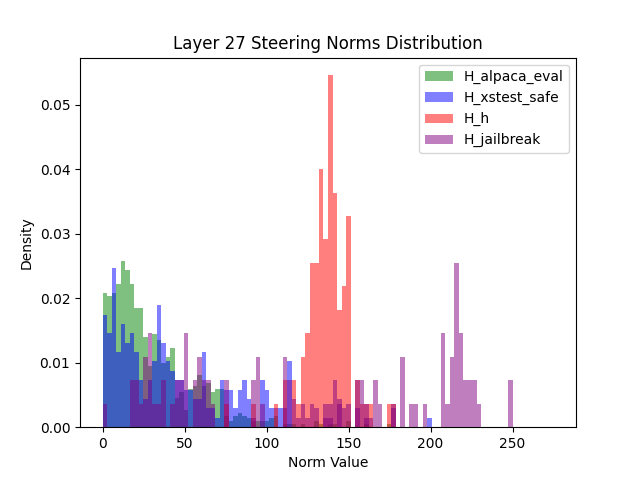 Layer 27 Steering Norms Distribution
H_alpaca_eval
H_xstest_safe
H_h
H_jailbreak
Density
0.05
0.04
0.03
0.02
0.01
0.00
0 50 100 150 200 250
Norm Value